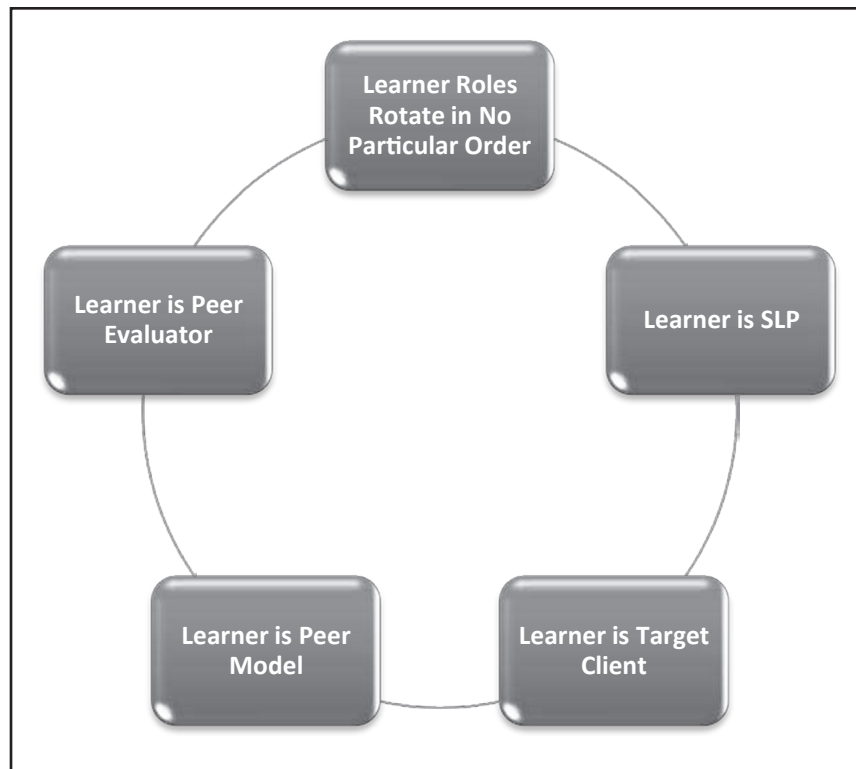 Learner Roles
Rotate in No
Particular Order
Learner is SLP
Learner is Target
Client
Learner is Peer
Model
Learner is Peer
Evaluator